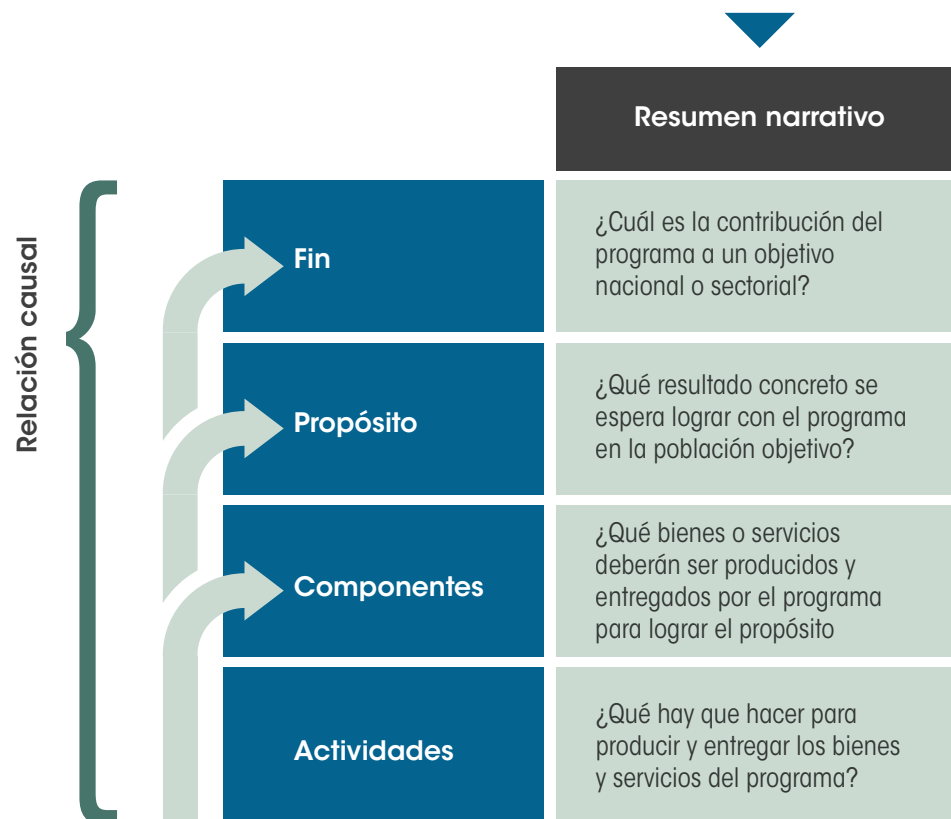 Resumen narrativo
Relación causal
Fin
¿Cuál es la contribución del
programa a un objetivo
nacional o sectorial?
Propósito
¿Qué resultado concreto se
espera lograr con el programa
en la población objetivo?
Componentes
¿Qué bienes o servicios
deberán ser producidos y
entregados por el programa
para lograr el propósito
Actividades
¿Qué hay que hacer para
producir y entregar los bienes
y servicios del programa?